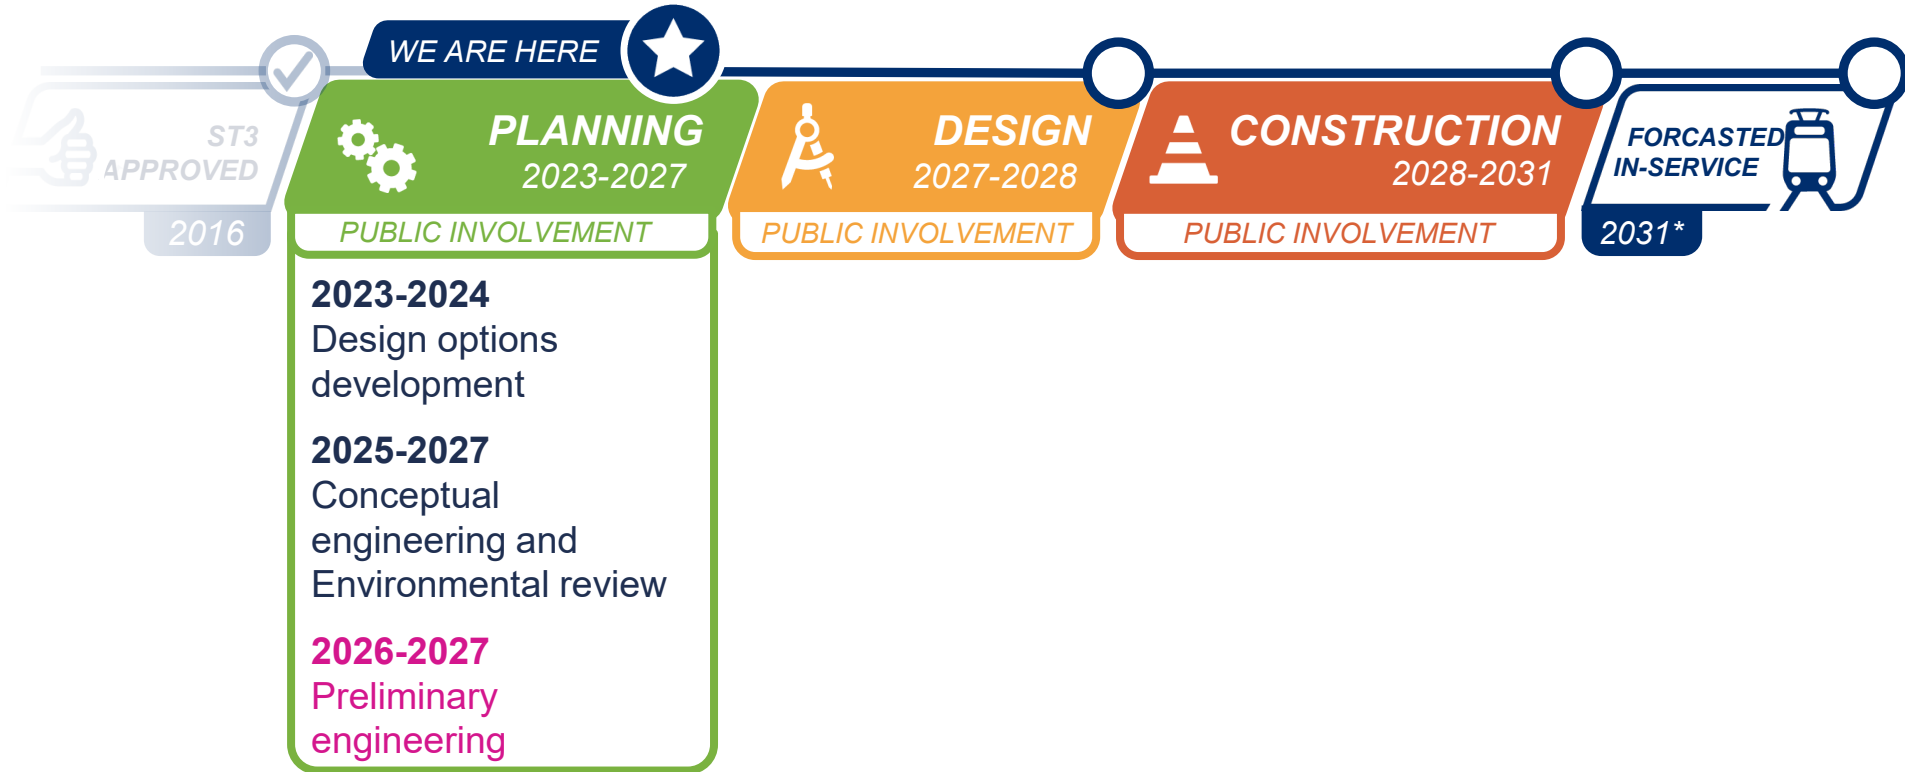 WE ARE HERE
ST3
APPROVED
2016
PLANNING
2023-2027
PUBLIC INVOLVEMENT
2023-2024
Design options
development
2025-2027
Conceptual
engineering and
Environmental review
2026-2027
Preliminary
engineering
DESIGN
2027-2028
PUBLIC INVOLVEMENT
CONSTRUCTION
2028-2031
PUBLIC INVOLVEMENT
FORCASTED
IN-SERVICE
2031*